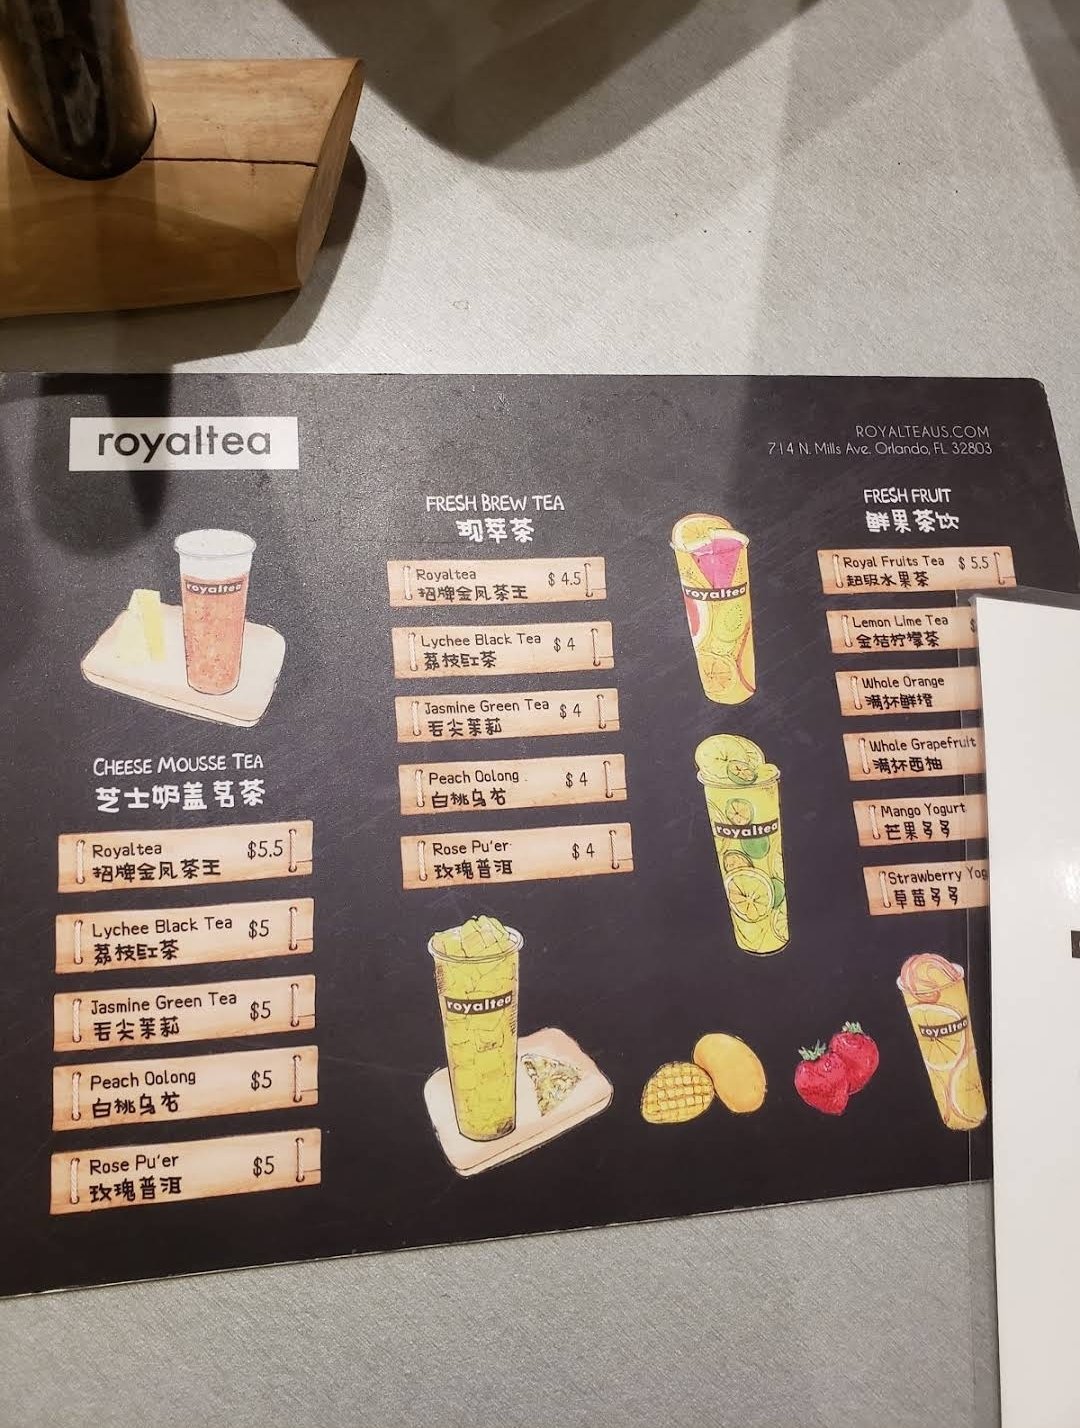 royaltea
ROYALTEAUS.COM
714 N. Mills Ave. Orlando, FL 32803
royaltea
CHEESE MOUSSE TEA
芝士奶盖茗茶
Royaltea $5.5
招牌金凤茶王
Lychee Black Tea $5
荔枝红茶
Jasmine Green Tea $5
毛尖茉莉
Peach Oolong $5
白桃乌龙
Rose Pu'er $5
玫瑰普洱
FRESH BREW TEA
现萃茶
Royaltea $ 4.5
招牌金凤茶王
Lychee Black Tea $ 4
荔枝红茶
Jasmine Green Tea $ 4
毛尖茉莉
Peach Oolong $ 4
白桃乌龙
Rose Pu'er $ 4
玫瑰普洱
royaltea
royaltea
royaltea
FRESH FRUIT
鲜果茶饮
Royal Fruits Tea $ 5.5
超级水果茶
Lemon Lime Tea
金桔柠檬茶
Whole Orange
满杯鲜橙
Whole Grapefruit
满杯西柚
Mango Yogurt
芒果多多
Strawberry
草莓多多
royaltea